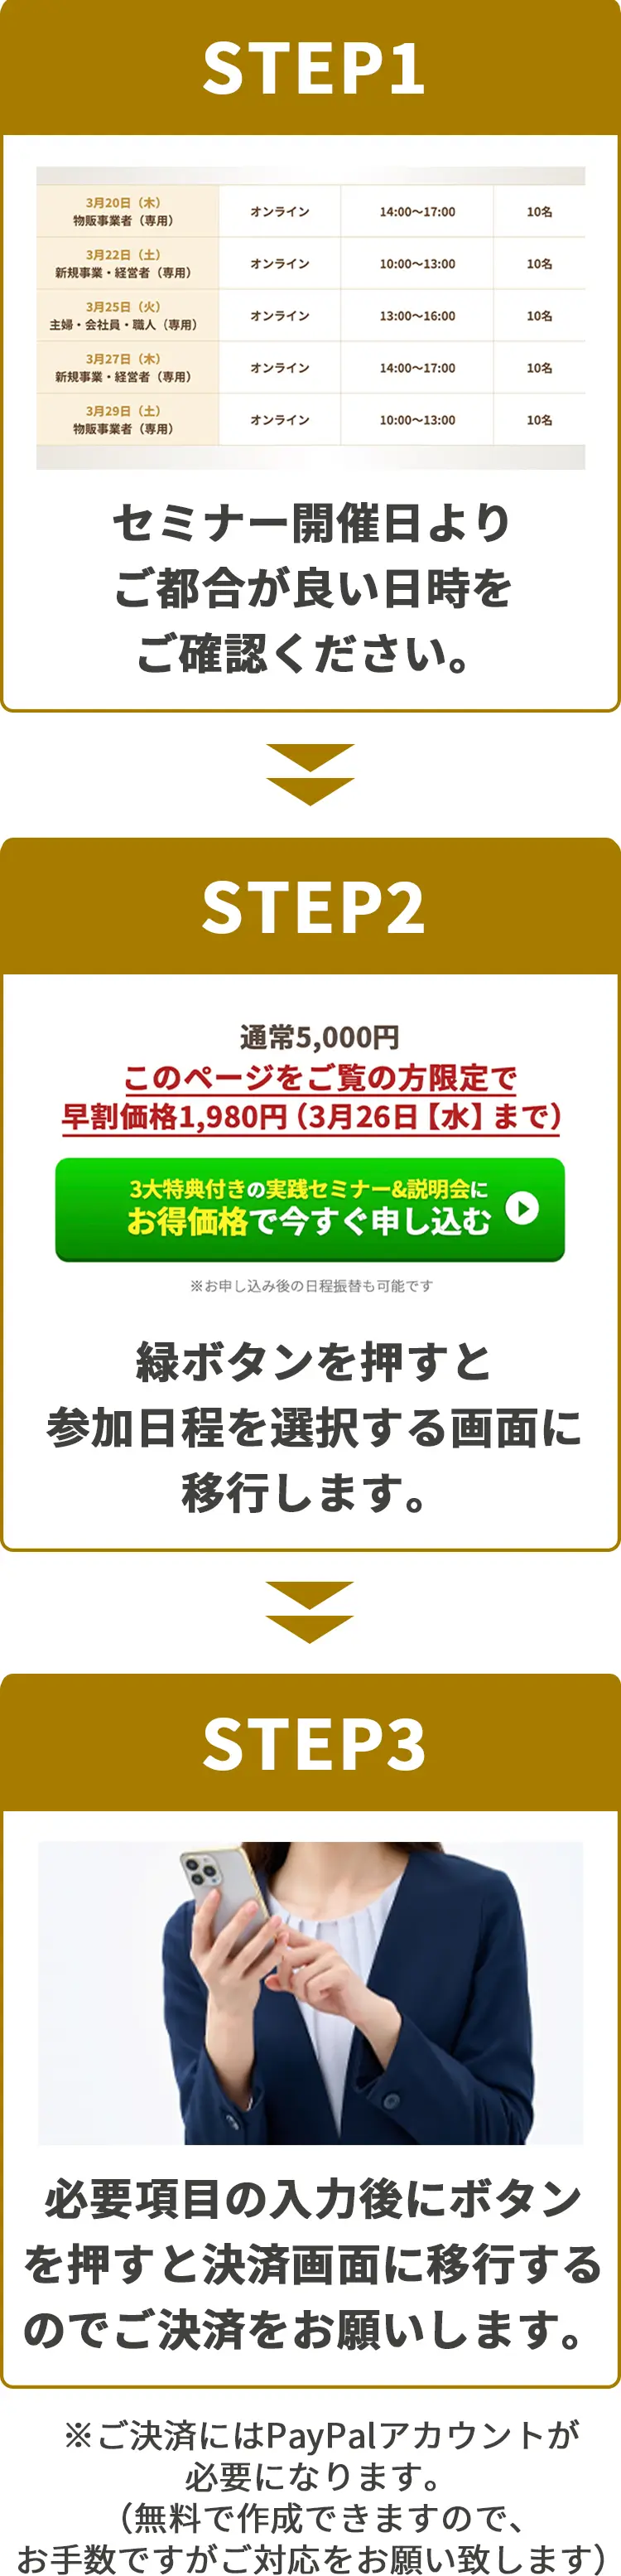 STEP1
3月20日（木）
物販事業者（専用）
オンライン
14:00〜17:00
10名
3月22日（土）
新規事業・経営者（専用）
オンライン
10:00〜13:00
10名
3月25日（火）
主婦・会社員・職人（専用）
オンライン
13:00〜16:00
10名
3月27日（木）
新規事業・経営者（専用）
オンライン
14:00〜17:00
10名
3月29日（土）
物販事業者（専用）
オンライン
10:00〜13:00
10名
セミナー開催日より
ご都合が良い日時を
ご確認ください。
STEP2
通常5,000円
このページをご覧の方限定で
早割価格1,980円（3月26日【水】まで）
3大特典付きの実践セミナー&説明会に
お得価格で今すぐ申し込む
※お申し込み後の日程振替も可能です
緑ボタンを押すと
参加日程を選択する画面に
移行します。
STEP3
必要項目の入力後にボタン
を押すと決済画面に移行する
のでご決済をお願いします。
※ご決済にはPayPalアカウントが
必要になります。
（無料で作成できますので、
お手数ですがご対応をお願い致します）